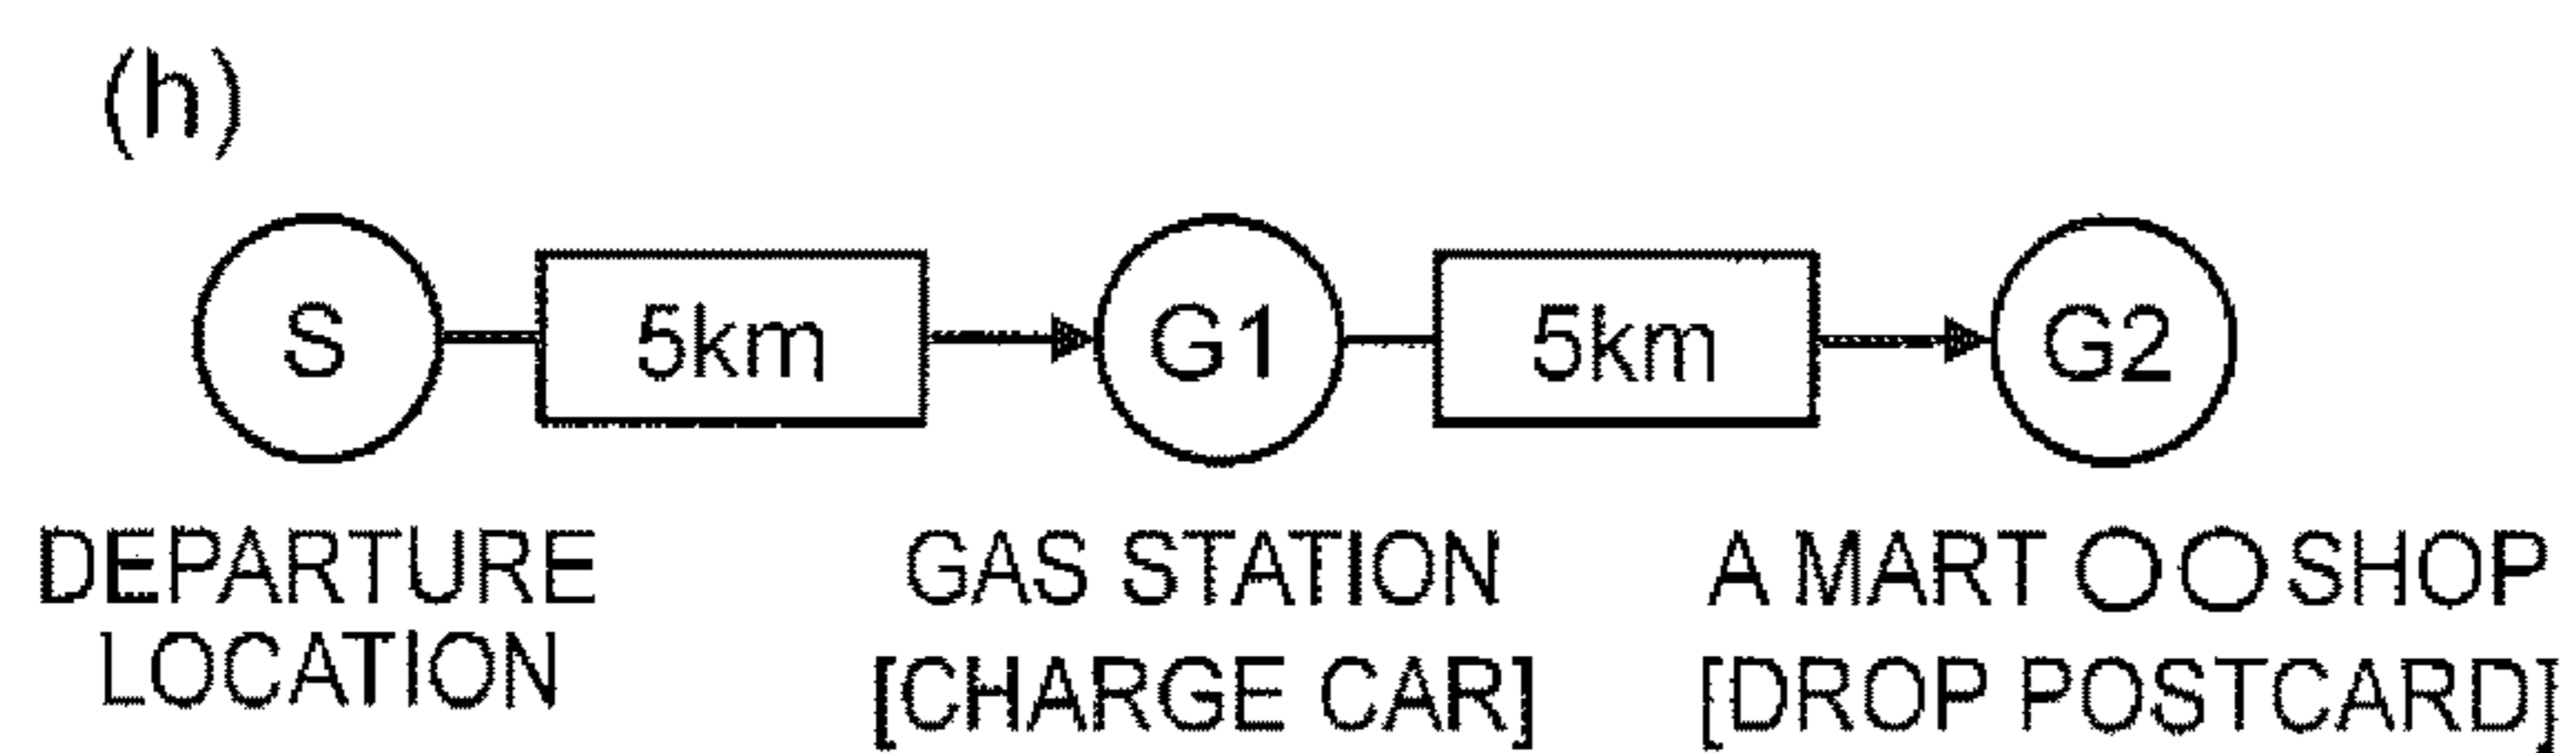 (h)
S 5km G1 5km G2
DEPARTURE LOCATION
GAS STATION
[CHARGE CAR]
A MART ○○ SHOP
[DROP POSTCARD]